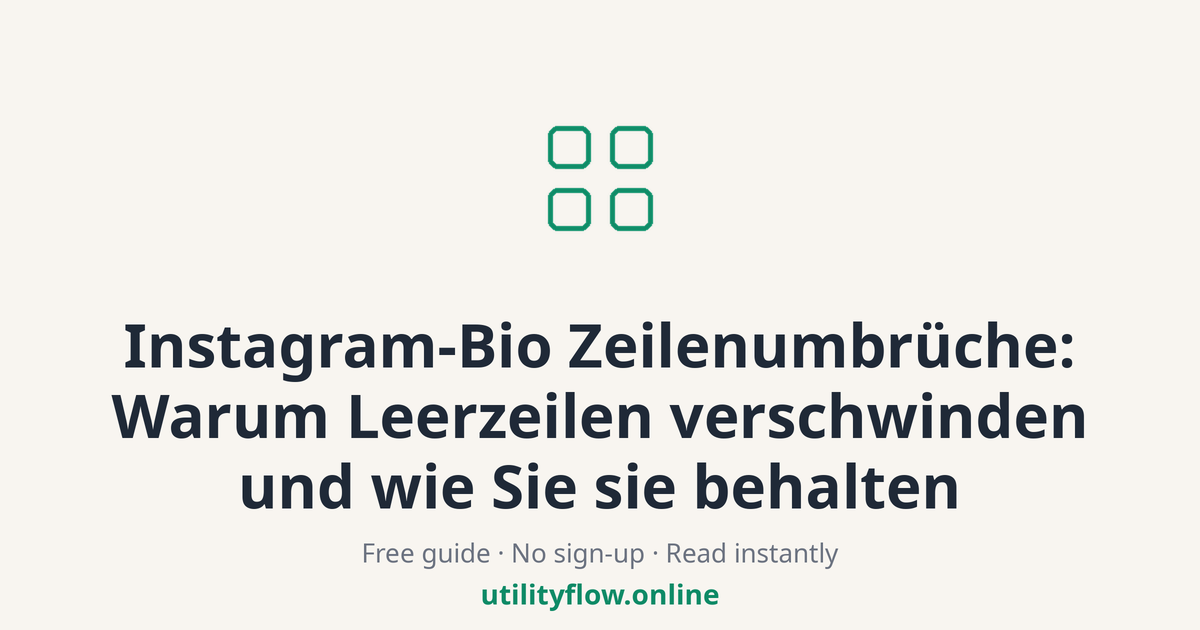 Instagram-Bio Zeilenumbrüche:
Warum Leerzeilen verschwinden
und wie Sie sie behalten
Free guide · No sign-up · Read instantly
utilityflow.online